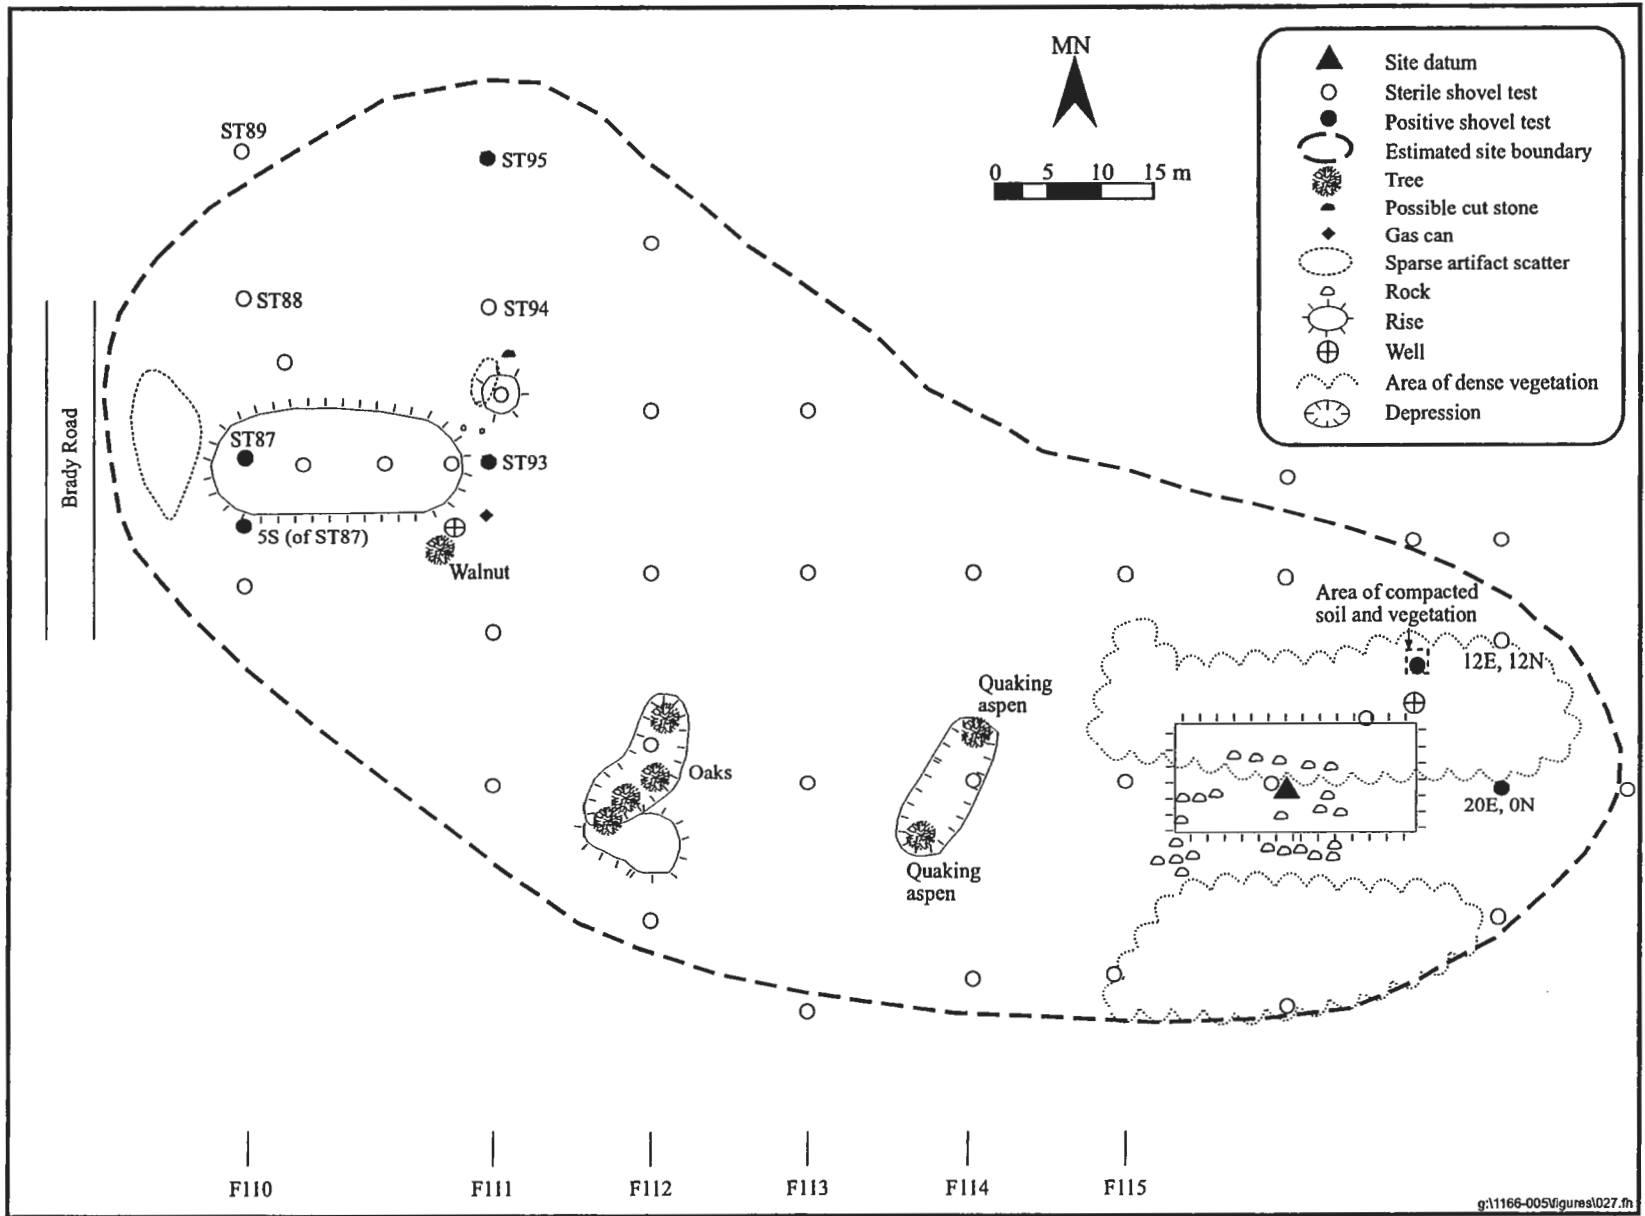 MN
0 5 10 15 m
Site datum
Sterile shovel test
Positive shovel test
Estimated site boundary
Tree
Possible cut stone
Gas can
Sparse artifact scatter
Rock
Rise
Well
Area of dense vegetation
Depression
ST89
ST95
ST88
ST94
Brady Road
ST87
ST93
5S (of ST87)
Walnut
Area of compacted
soil and vegetation
12E, 12N
Quaking
aspen
Oaks
20E, 0N
Quaking
aspen
F110 F111 F112 F113 F114 F115
g:\1166-005\figures\027.fh